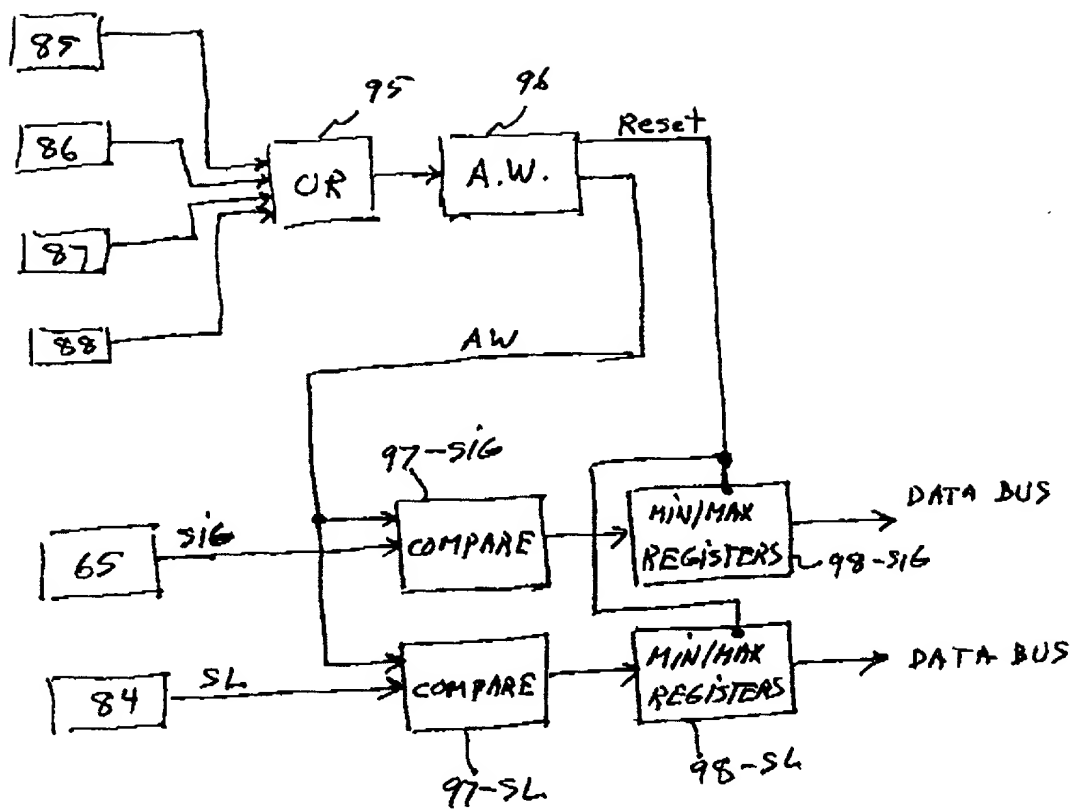 85
95
96
Reset
86
OR
A.W.
87
88
AW
97-SIG
DATA BUS
MIN/MAX
REGISTERS
98-SIG
SIG
65
COMPARE
MIN/MAX
REGISTERS
DATA BUS
SL
84
COMPARE
97-SL
98-SL